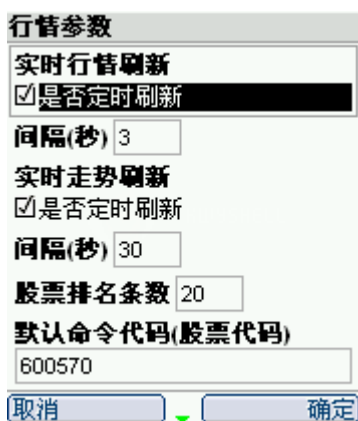 行情参数
实时行情刷新
是否定时刷新
间隔(秒) 3
实时走势刷新
是否定时刷新
间隔(秒) 30
股票排名条数 20
默认命令代码(股票代码)
600570
取消 确定